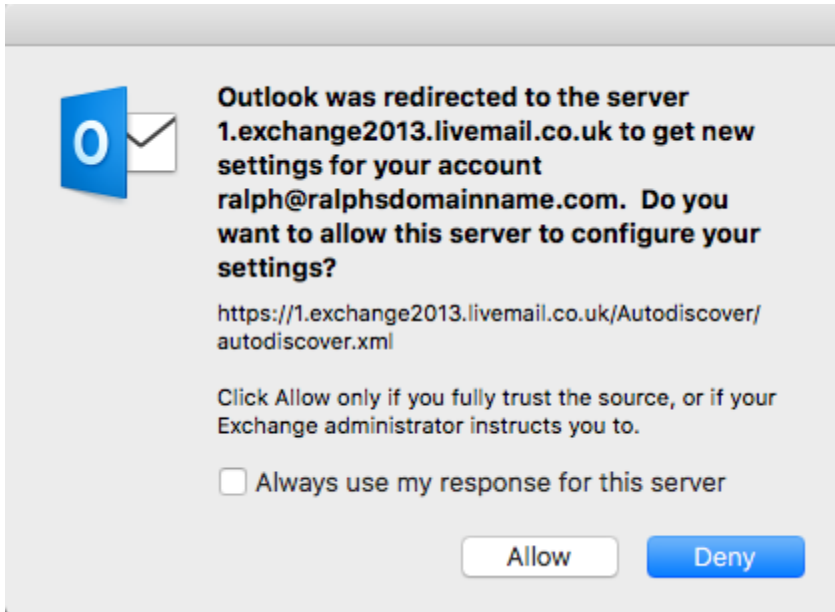 Outlook was redirected to the server
1.exchange2013.livemail.co.uk to get new
settings for your account
ralph@ralphsdomainname.com. Do you
want to allow this server to configure your
settings?
https://1.exchange2013.livemail.co.uk/Autodiscover/
autodiscover.xml
Click Allow only if you fully trust the source, or if your
Exchange administrator instructs you to.
Always use my response for this server
Allow
Deny